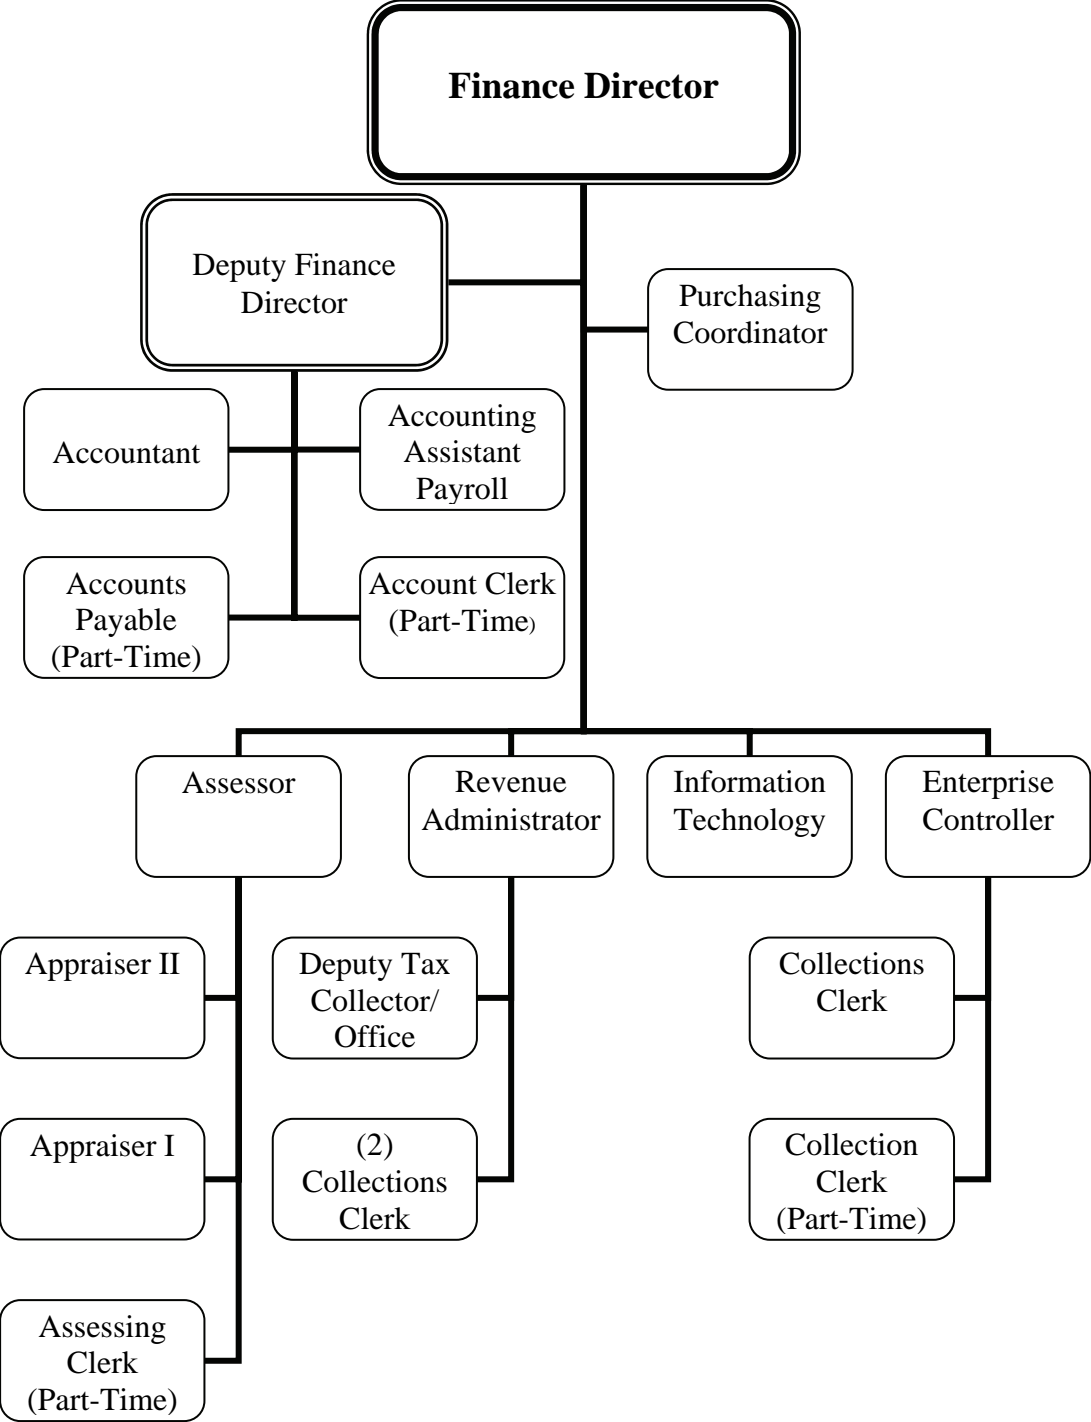 Finance Director
Deputy Finance
Director
Purchasing
Coordinator
Accountant
Accounting
Assistant
Payroll
Accounts
Payable
(Part-Time)
Account Clerk
(Part-Time)
Assessor
Revenue
Administrator
Information
Technology
Enterprise
Controller
Appraiser II
Deputy Tax
Collector/
Office
Collections
Clerk
Appraiser I
(2)
Collections
Clerk
Collection
Clerk
(Part-Time)
Assessing
Clerk
(Part-Time)